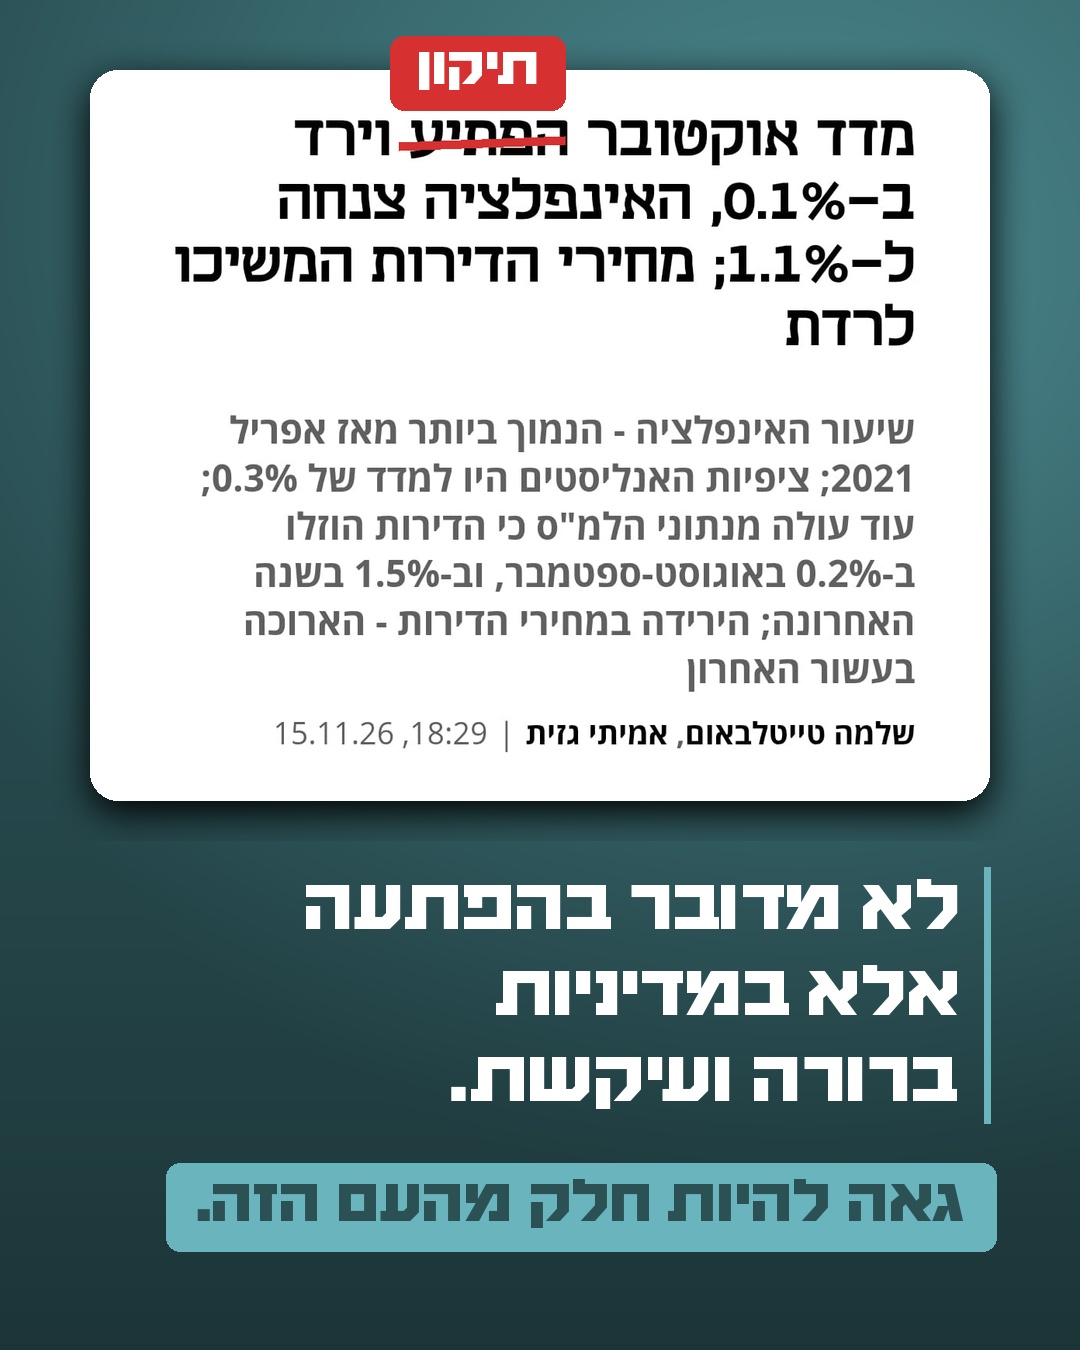 תיקון
מדד אוקטובר הפתיע וירד
ב–0.1%, האינפלציה צנחה
ל–1.1%; מחירי הדירות המשיכו
לרדת
שיעור האינפלציה - הנמוך ביותר מאז אפריל
2021; ציפיות האנליסטים היו למדד של 0.3%;
עוד עולה מנתוני הלמ"ס כי הדירות הוזלו
ב-0.2% באוגוסט-ספטמבר, וב-1.5% בשנה
האחרונה; הירידה במחירי הדירות - הארוכה
בעשור האחרון
שלמה טייטלבאום, אמיתי גזית | 18:29, 15.11.26
לא מדובר בהפתעה
אלא במדיניות
ברורה ועיקשת.
גאה להיות חלק מהעם הזה.